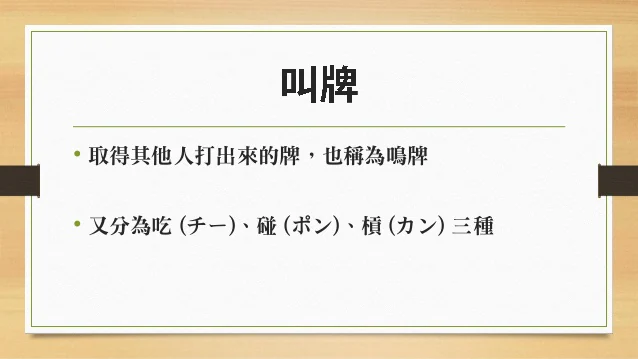 叫牌
• 取得其他人打出來的牌，也稱為鳴牌
• 又分為吃 (チー)、碰 (ポン)、槓 (カン) 三種